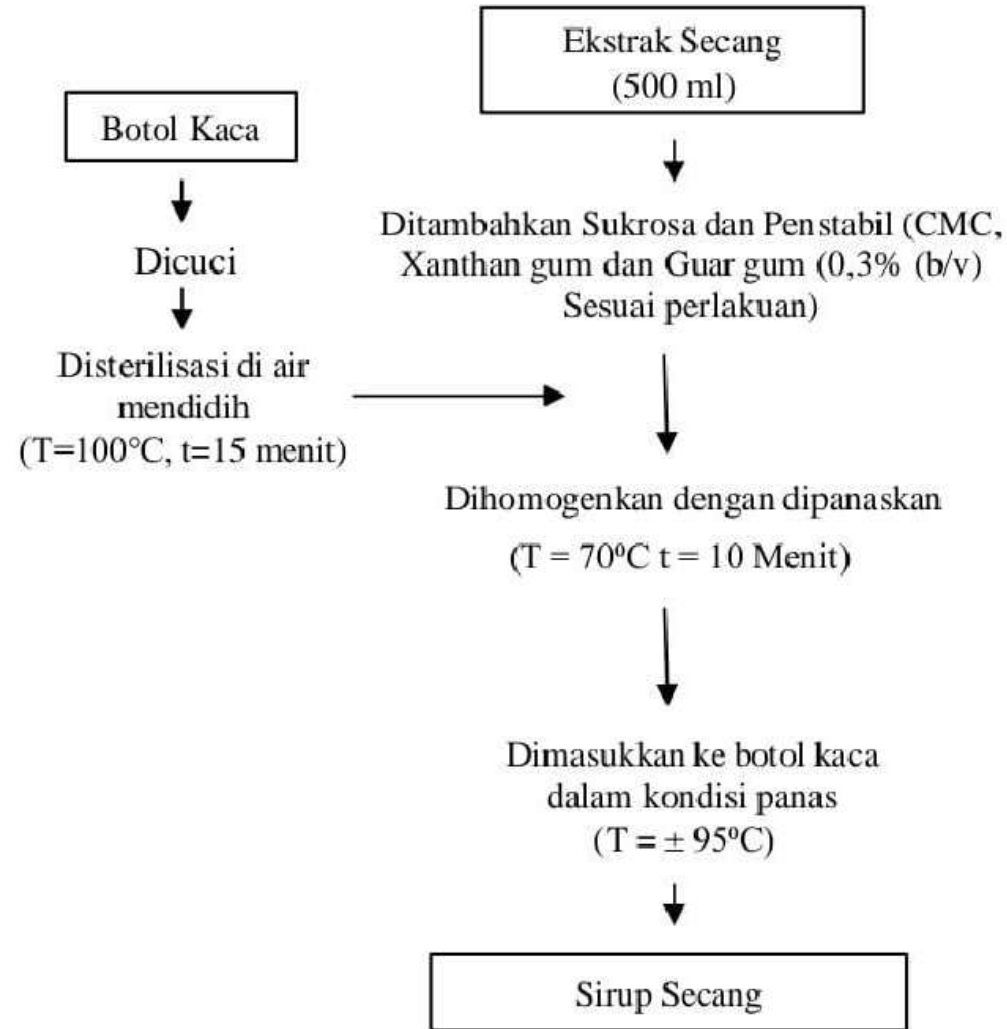 Ekstrak Secang
(500 ml)
Botol Kaca
Dicuci
Disterilisasi di air
mendidih
(T=100°C, t=15 menit)
Ditambahkan Sukrosa dan Penstabil (CMC,
Xanthan gum dan Guar gum (0,3% (b/v)
Sesuai perlakuan)
Dihomogenkan dengan dipanaskan
(T = 70⁰C t = 10 Menit)
Dimasukkan ke botol kaca
dalam kondisi panas
(T = ± 95⁰C)
Sirup Secang